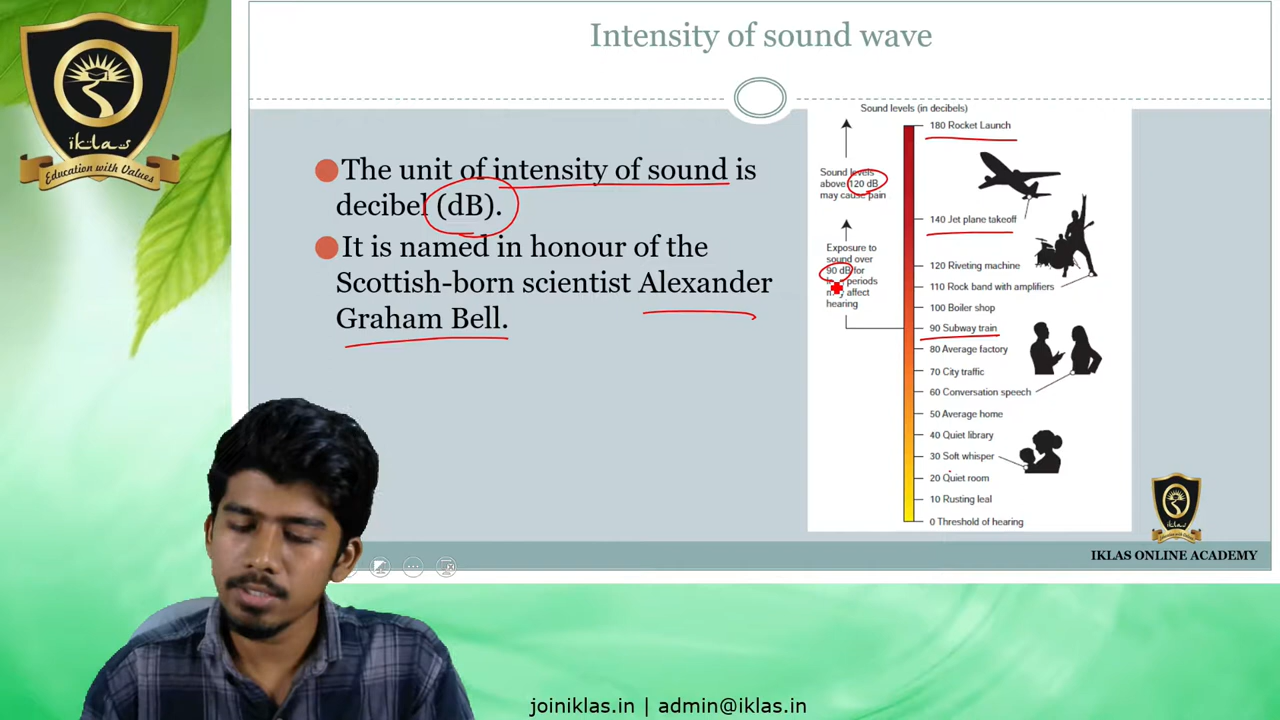 iklas
Education with Values
Intensity of sound wave
The unit of intensity of sound is
decibel (dB).
It is named in honour of the
Scottish-born scientist Alexander
Graham Bell.
Sound levels (in decibels)
Sound levels
above 120 dB
may cause pain
Exposure to
sound over
90 dB for
periods
affect
hearing
180 Rocket Launch
140 Jet plane takeoff
120 Riveting machine
110 Rock band with amplifiers
100 Boiler shop
90 Subway train
80 Average factory
70 City traffic
60 Conversation speech
50 Average home
40 Quiet library
30 Soft whisper
20 Quiet room
10 Rusting leal
0 Threshold of hearing
iklas
IKLAS ONLINE ACADEMY
joiniklas.in | admin@iklas.in